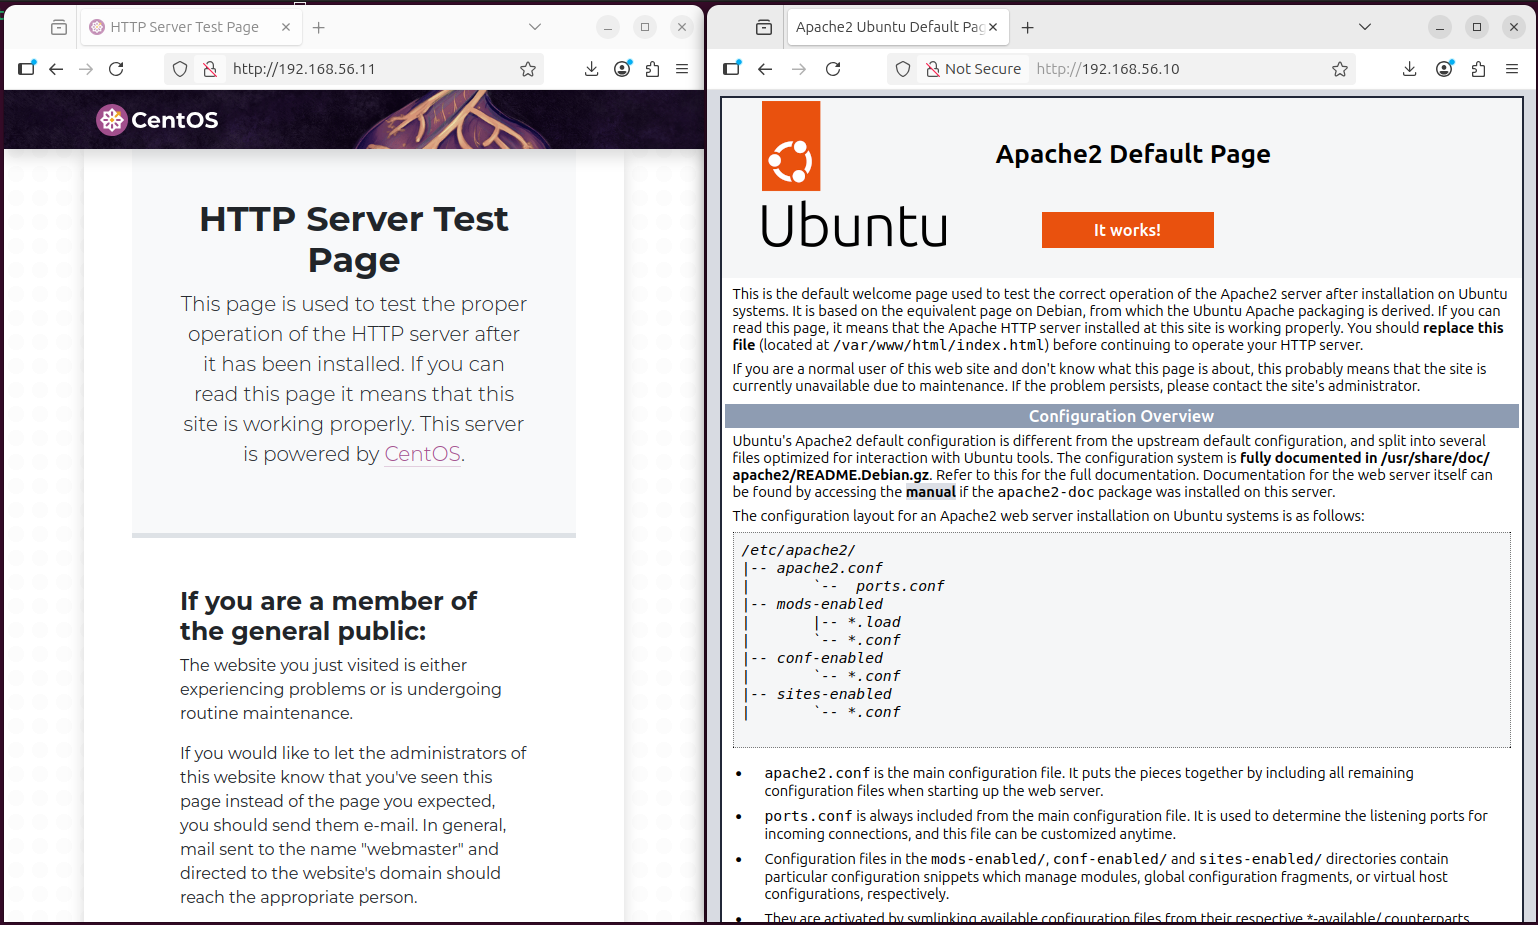 HTTP Server Test Page
http://192.168.56.11
CentOS
HTTP Server Test
Page
This page is used to test the proper
operation of the HTTP server after
it has been installed. If you can
read this page it means that this
site is working properly. This server
is powered by CentOS.
If you are a member of
the general public:
The website you just visited is either
experiencing problems or is undergoing
routine maintenance.
If you would like to let the administrators of
this website know that you've seen this
page instead of the page you expected,
you should send them e-mail. In general,
mail sent to the name "webmaster" and
directed to the website's domain should
reach the appropriate person.
Apache2 Ubuntu Default Pag
Not Secure http://192.168.56.10
Apache2 Default Page
Ubuntu
It works!
This is the default welcome page used to test the correct operation of the Apache2 server after installation on Ubuntu
systems. It is based on the equivalent page on Debian, from which the Ubuntu Apache packaging is derived. If you can
read this page, it means that the Apache HTTP server installed at this site is working properly. You should replace this
file (located at /var/www/html/index.html) before continuing to operate your HTTP server.
If you are a normal user of this web site and don't know what this page is about, this probably means that the site is
currently unavailable due to maintenance. If the problem persists, please contact the site's administrator.
Configuration Overview
Ubuntu's Apache2 default configuration is different from the upstream default configuration, and split into several
files optimized for interaction with Ubuntu tools. The configuration system is fully documented in /usr/share/doc/
apache2/README.Debian.gz. Refer to this for the full documentation. Documentation for the web server itself can
be found by accessing the manual if the apache2-doc package was installed on this server.
The configuration layout for an Apache2 web server installation on Ubuntu systems is as follows:
/etc/apache2/
|-- apache2.conf
|       `--  ports.conf
|-- mods-enabled
|       |-- *.load
|       `-- *.conf
|-- conf-enabled
|       `-- *.conf
|-- sites-enabled
|       `-- *.conf
• apache2.conf is the main configuration file. It puts the pieces together by including all remaining
configuration files when starting up the web server.
• ports.conf is always included from the main configuration file. It is used to determine the listening ports for
incoming connections, and this file can be customized anytime.
• Configuration files in the mods-enabled/, conf-enabled/ and sites-enabled/ directories contain
particular configuration snippets which manage modules, global configuration fragments, or virtual host
configurations, respectively.
• They are activated by symlinking available configuration files from their respective *-available/ counterparts.